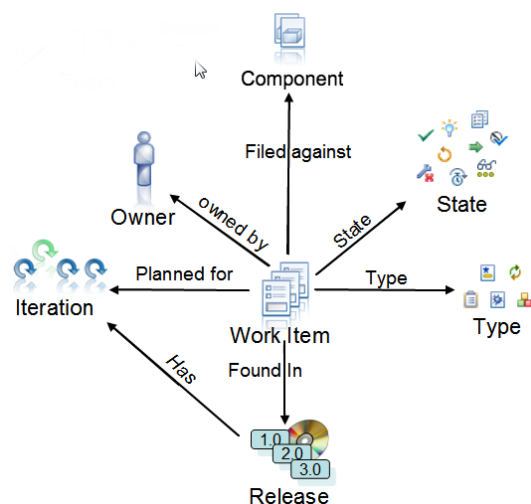 Component
Filed against
State
Owner
owned by
State
Planned for
Type
Iteration
Work Item
Type
Has
Found In
1.0
2.0
3.0
Release